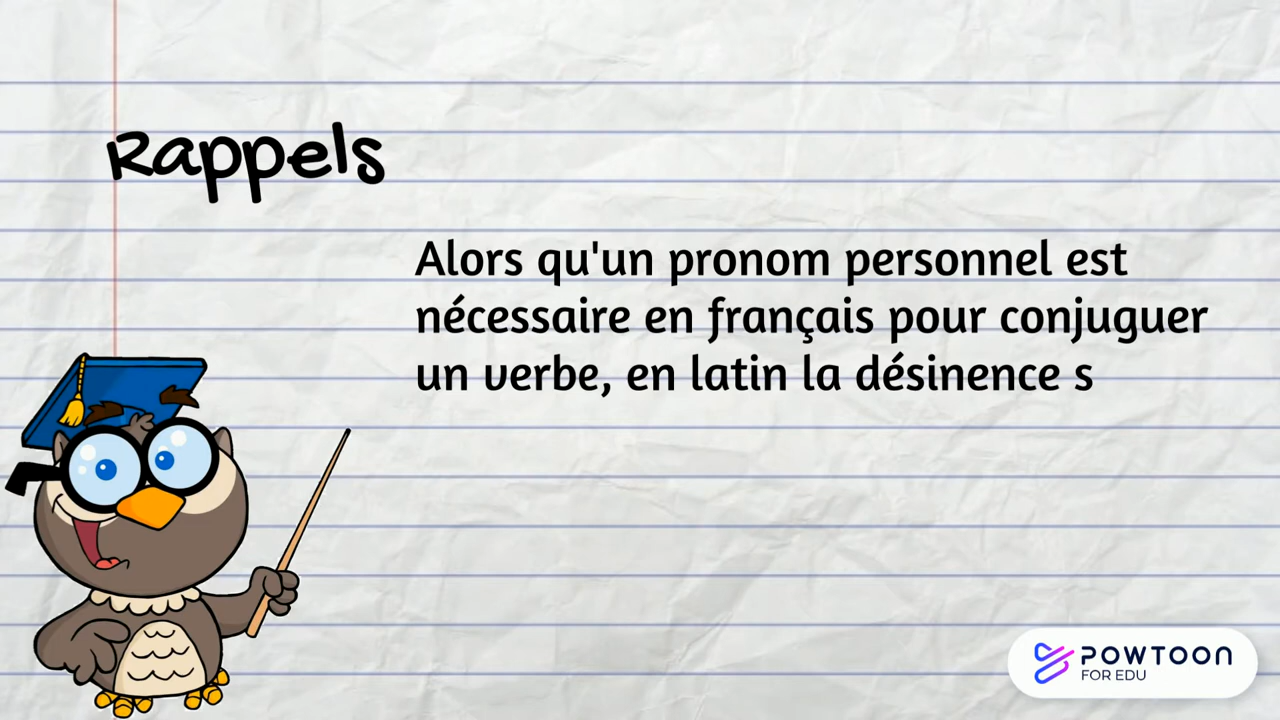 Rappels
Alors qu'un pronom personnel est
nécessaire en français pour conjuguer
un verbe, en latin la désinence s
POWTOON
FOR EDU